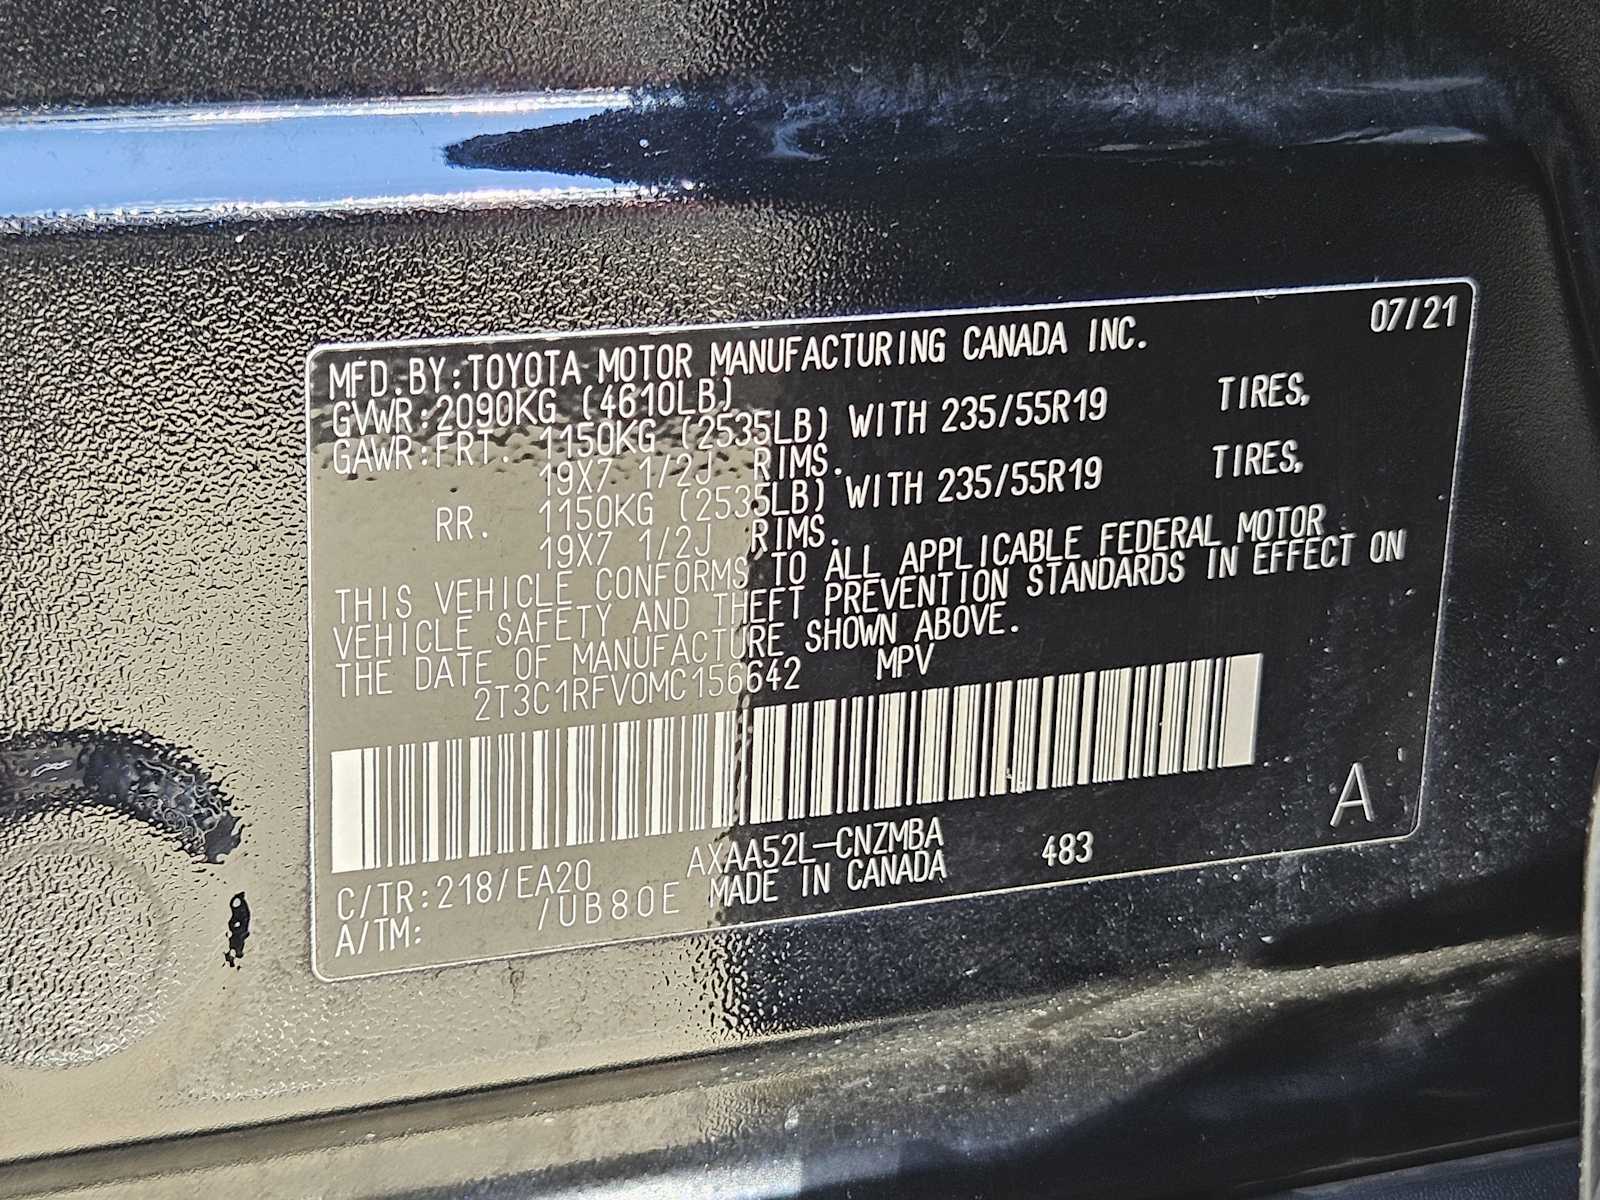 07/21
MFD.BY:TOYOTA MOTOR MANUFACTURING CANADA INC.
GVWR:2090KG (4610LB)
GAWR:FRT. 1150KG (2535LB) WITH 235/55R19 TIRES,
19X7 1/2J RIMS.
RR. 1150KG (2535LB) WITH 235/55R19 TIRES,
19X7 1/2J RIMS.
THIS VEHICLE CONFORMS TO ALL APPLICABLE FEDERAL MOTOR
VEHICLE SAFETY AND THEFT PREVENTION STANDARDS IN EFFECT ON
THE DATE OF MANUFACTURE SHOWN ABOVE.
2T3C1RFV0MC156642 MPV
C/TR:218/EA20 AXAA52L-CNZMBA 483 A
A/TM: /UB80E MADE IN CANADA